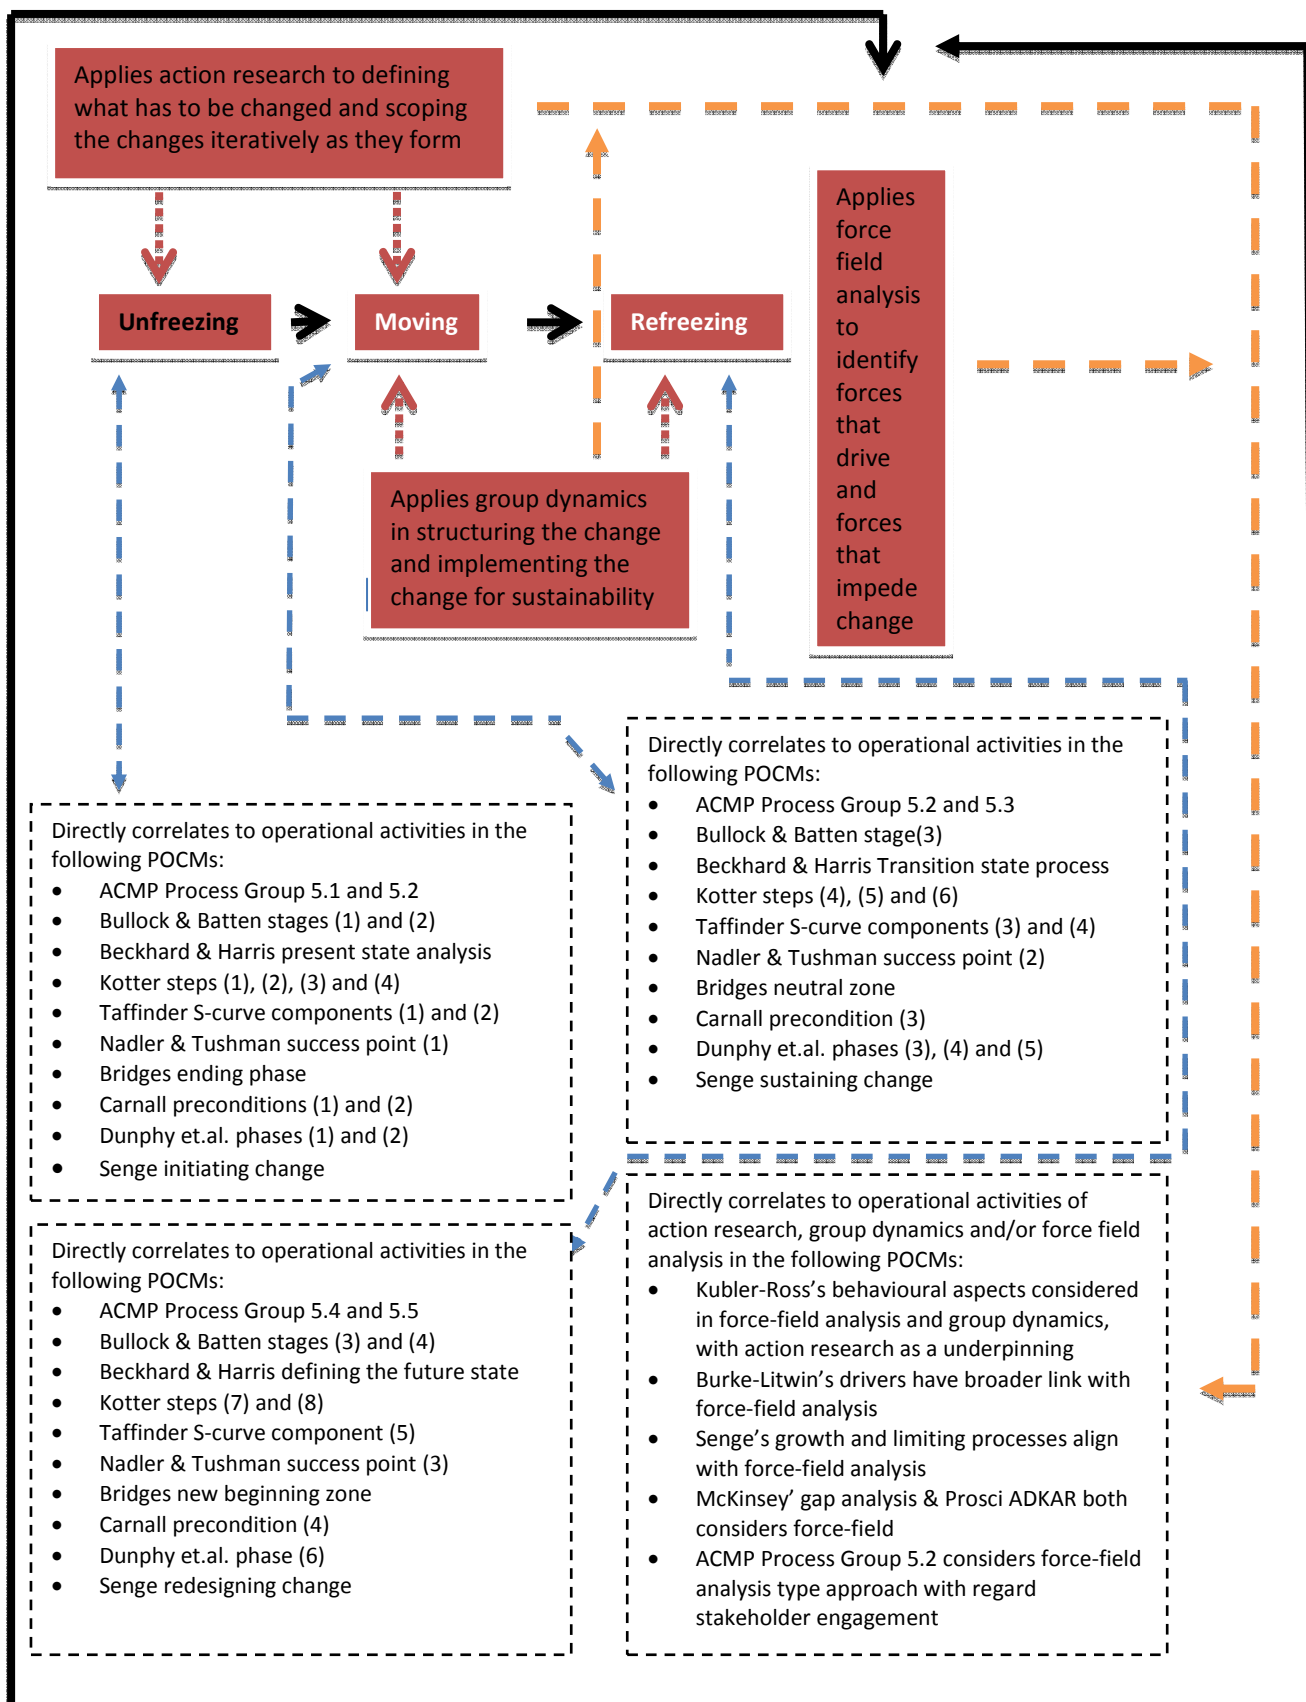 Applies action research to defining
what has to be changed and scoping
the changes iteratively as they form
Unfreezing
Moving
Refreezing
Applies group dynamics
in structuring the change
and implementing the
change for sustainability
Applies
force
field
analysis
to
identify
forces
that
drive
and
forces
that
impede
change
Directly correlates to operational activities in the
following POCMs:
• ACMP Process Group 5.1 and 5.2
• Bullock & Batten stages (1) and (2)
• Beckhard & Harris present state analysis
• Kotter steps (1), (2), (3) and (4)
• Taffinder S-curve components (1) and (2)
• Nadler & Tushman success point (1)
• Bridges ending phase
• Carnall preconditions (1) and (2)
• Dunphy et.al. phases (1) and (2)
• Senge initiating change
Directly correlates to operational activities in the
following POCMs:
• ACMP Process Group 5.2 and 5.3
• Bullock & Batten stage(3)
• Beckhard & Harris Transition state process
• Kotter steps (4), (5) and (6)
• Taffinder S-curve components (3) and (4)
• Nadler & Tushman success point (2)
• Bridges neutral zone
• Carnall precondition (3)
• Dunphy et.al. phases (3), (4) and (5)
• Senge sustaining change
Directly correlates to operational activities in the
following POCMs:
• ACMP Process Group 5.4 and 5.5
• Bullock & Batten stages (3) and (4)
• Beckhard & Harris defining the future state
• Kotter steps (7) and (8)
• Taffinder S-curve component (5)
• Nadler & Tushman success point (3)
• Bridges new beginning zone
• Carnall precondition (4)
• Dunphy et.al. phase (6)
• Senge redesigning change
Directly correlates to operational activities of
action research, group dynamics and/or force field
analysis in the following POCMs:
• Kubler-Ross’s behavioural aspects considered
in force-field analysis and group dynamics,
with action research as a underpinning
• Burke-Litwin’s drivers have broader link with
force-field analysis
• Senge’s growth and limiting processes align
with force-field analysis
• McKinsey’ gap analysis & Prosci ADKAR both
considers force-field
• ACMP Process Group 5.2 considers force-field
analysis type approach with regard
stakeholder engagement